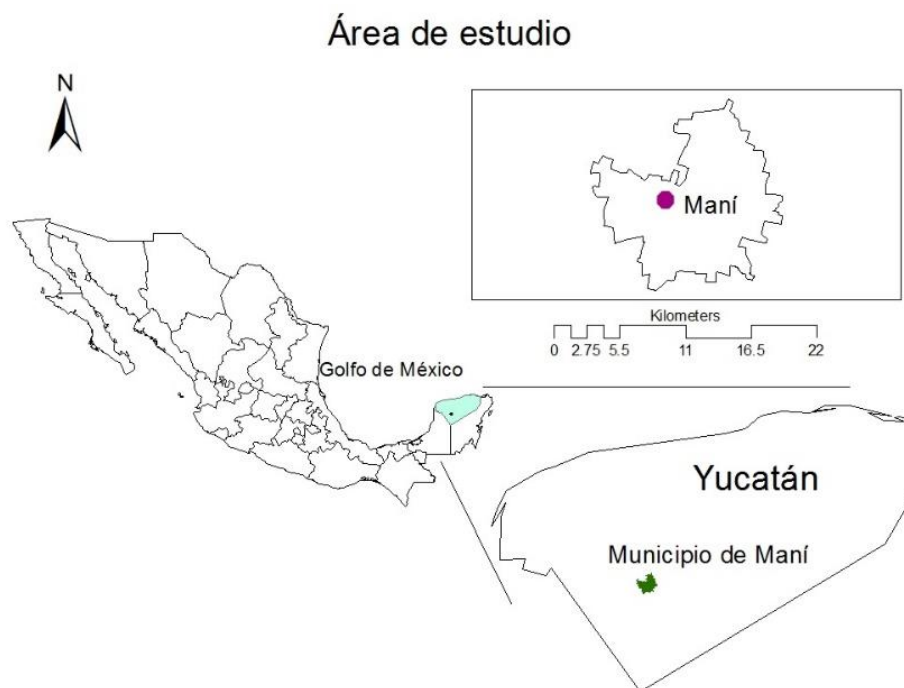 Área de estudio
N
Maní
Kilometers
0 2.75 5.5 11 16.5 22
Golfo de México
Yucatán
Municipio de Maní